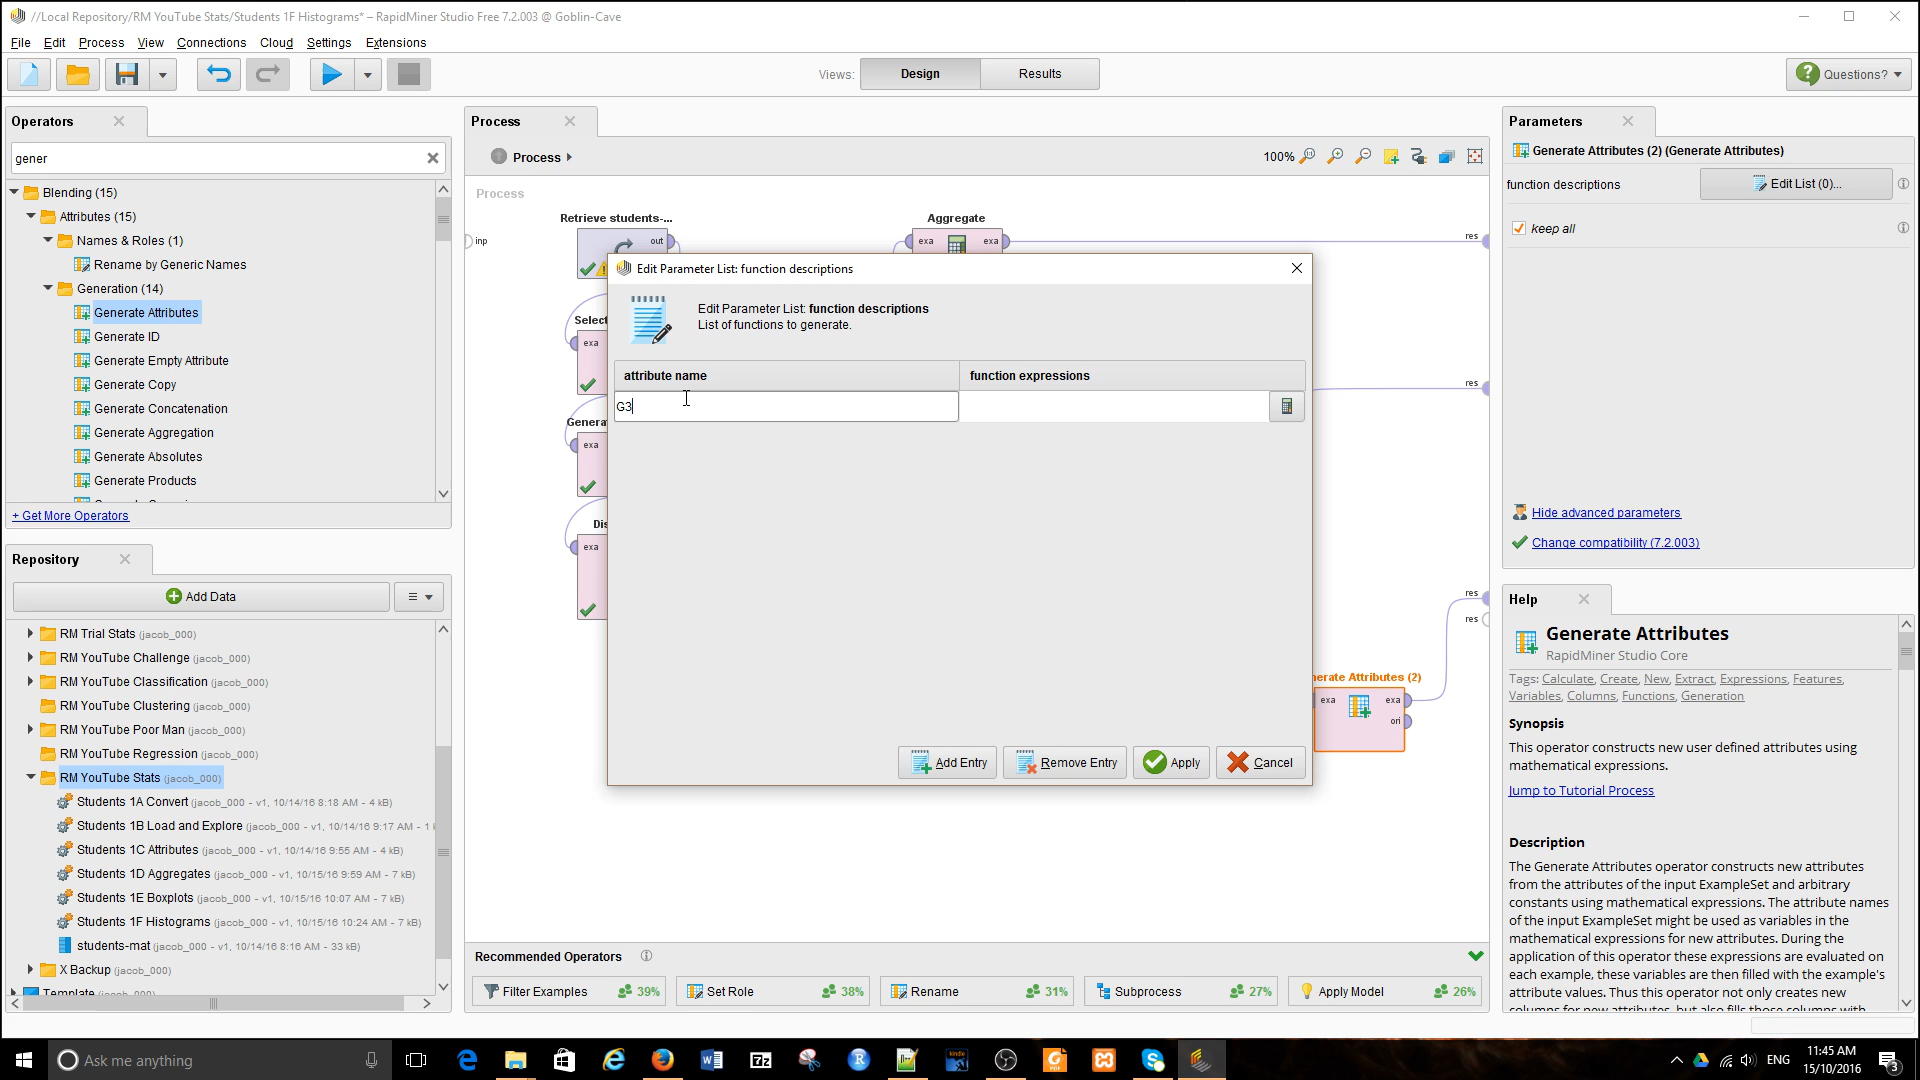 //Local Repository/RM YouTube Stats/Students 1F Histograms* – RapidMiner Studio Free 7.2.003 @ Goblin-Cave
File Edit Process View Connections Cloud Settings Extensions
Views: Design Results
Questions?
Operators
gener
Blending (15)
Attributes (15)
Names & Roles (1)
Rename by Generic Names
Generation (14)
Generate Attributes
Generate ID
Generate Empty Attribute
Generate Copy
Generate Concatenation
Generate Aggregation
Generate Absolutes
Generate Products
+ Get More Operators
Repository
Add Data
RM Trial Stats (jacob_000)
RM YouTube Challenge (jacob_000)
RM YouTube Classification (jacob_000)
RM YouTube Clustering (jacob_000)
RM YouTube Poor Man (jacob_000)
RM YouTube Regression (jacob_000)
RM YouTube Stats (jacob_000)
Students 1A Convert (jacob_000 - v1, 10/14/16 8:18 AM - 4 kB)
Students 1B Load and Explore (jacob_000 - v1, 10/14/16 9:17 AM - 1
Students 1C Attributes (jacob_000 - v1, 10/14/16 9:55 AM - 4 kB)
Students 1D Aggregates (jacob_000 - v1, 10/15/16 9:59 AM - 7 kB)
Students 1E Boxplots (jacob_000 - v1, 10/15/16 10:07 AM - 7 kB)
Students 1F Histograms (jacob_000 - v1, 10/15/16 10:24 AM - 7 kB)
students-mat (jacob_000 - v1, 10/14/16 8:16 AM - 33 kB)
X Backup (jacob_000)
Template (jacob_000)
Process
Process
100%
Process
Retrieve students-...
Aggregate
inp
out
exa exa
res
Select
exa
res
Genera
exa
Dis
exa
res
res
nerate Attributes (2)
exa exa
ori
Edit Parameter List: function descriptions
Edit Parameter List: function descriptions
List of functions to generate.
attribute name function expressions
G3
Add Entry Remove Entry Apply Cancel
Recommended Operators
Filter Examples 39%
Set Role 38%
Rename 31%
Subprocess 27%
Apply Model 26%
Parameters
Generate Attributes (2) (Generate Attributes)
function descriptions Edit List (0)...
keep all
Hide advanced parameters
Change compatibility (7.2.003)
Help
Generate Attributes
RapidMiner Studio Core
Tags: Calculate, Create, New, Extract, Expressions, Features,
Variables, Columns, Functions, Generation
Synopsis
This operator constructs new user defined attributes using
mathematical expressions.
Jump to Tutorial Process
Description
The Generate Attributes operator constructs new attributes
from the attributes of the input ExampleSet and arbitrary
constants using mathematical expressions. The attribute names
of the input ExampleSet might be used as variables in the
mathematical expressions for new attributes. During the
application of this operator these expressions are evaluated on
each example, these variables are then filled with the example's
attribute values. Thus this operator not only creates new
columns for new attributes, but also fills those columns with
Ask me anything
7z
kindle
R
ENG
11:45 AM
15/10/2016
3